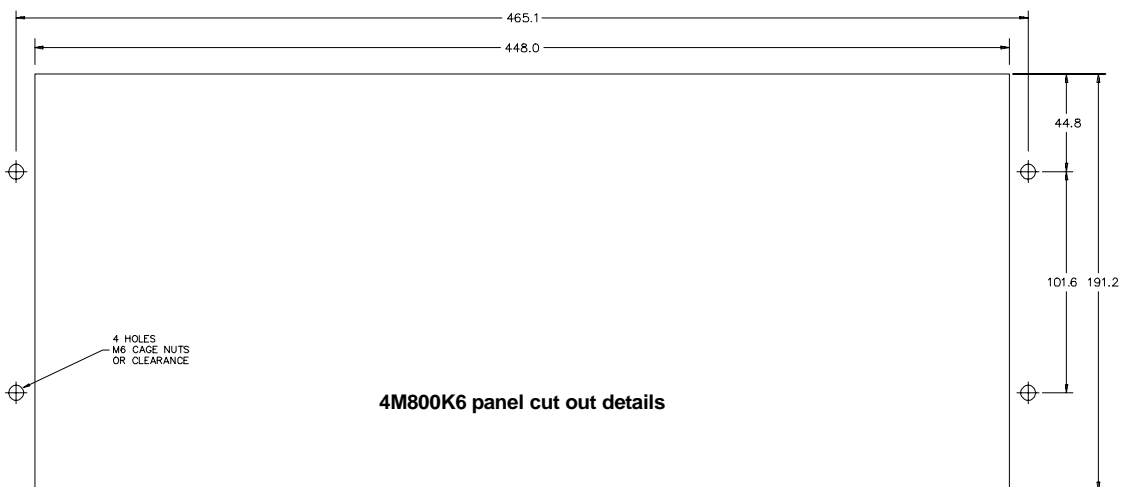 465.1
448.0
44.8
101.6 191.2
4 HOLES
M6 CAGE NUTS
OR CLEARANCE
4M800K6 panel cut out details